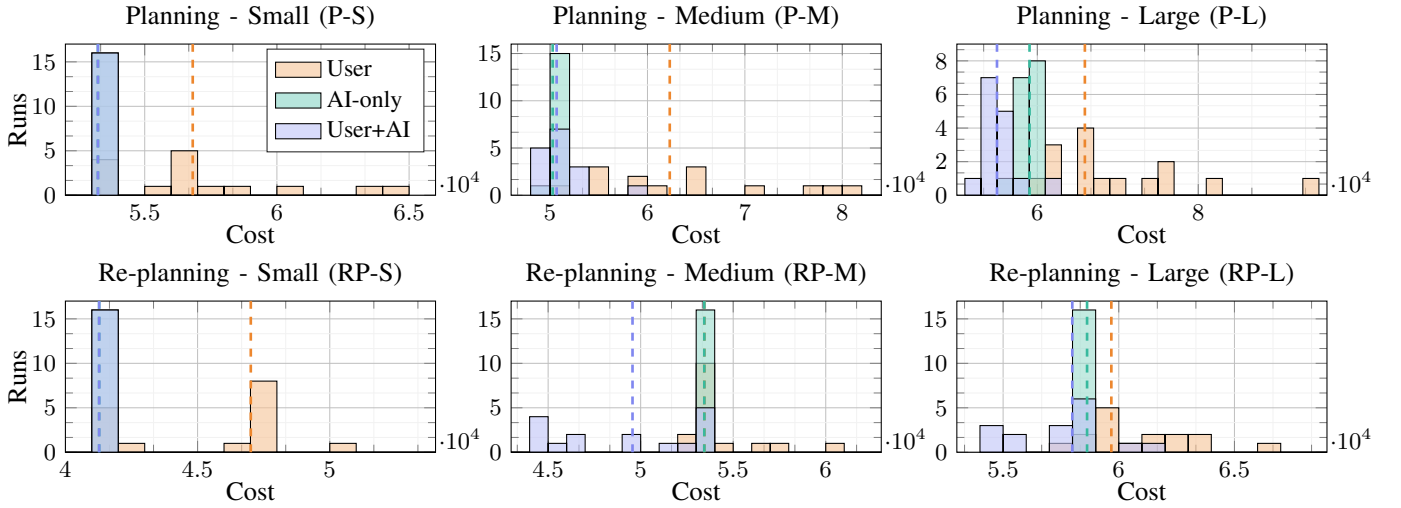 Planning - Small (P-S)
Planning - Medium (P-M)
Planning - Large (P-L)
Runs
15
10
5
0
User
AI-only
User+AI
5.5
6
6.5
·10⁴
Cost
15
10
5
0
5
6
7
8
·10⁴
Cost
8
6
4
2
0
6
8
·10⁴
Cost
Re-planning - Small (RP-S)
Re-planning - Medium (RP-M)
Re-planning - Large (RP-L)
Runs
15
10
5
0
4
4.5
5
·10⁴
Cost
15
10
5
0
4.5
5
5.5
6
·10⁴
Cost
15
10
5
0
5.5
6
6.5
·10⁴
Cost